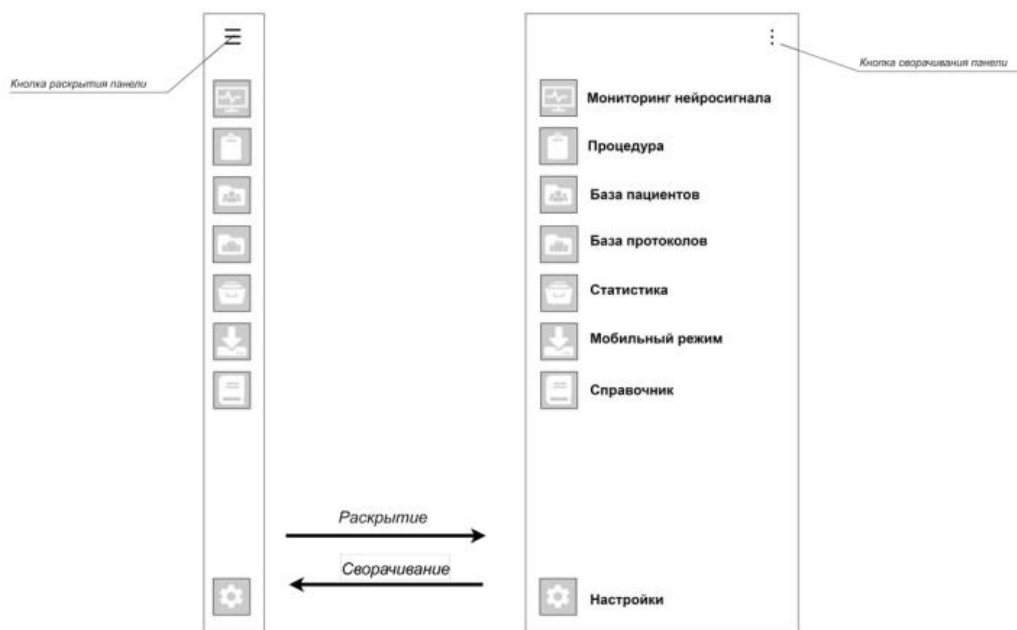 Кнопка раскрытия панели
Кнопка сворачивания панели
Мониторинг нейросигнала
Процедура
База пациентов
База протоколов
Статистика
Мобильный режим
Справочник
Раскрытие
Сворачивание
Настройки